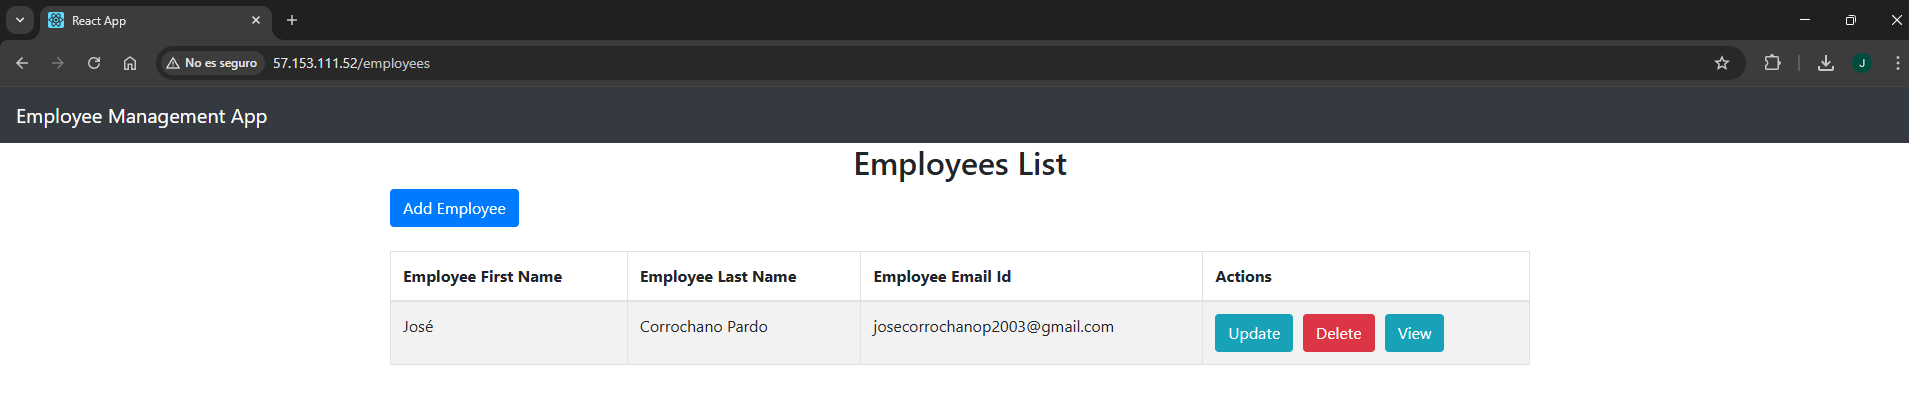 React App
No es seguro 57.153.111.52/employees
J
Employee Management App
Employees List
Add Employee
Employee First Name Employee Last Name Employee Email Id Actions
José Corrochano Pardo josecorrochanop2003@gmail.com Update Delete View